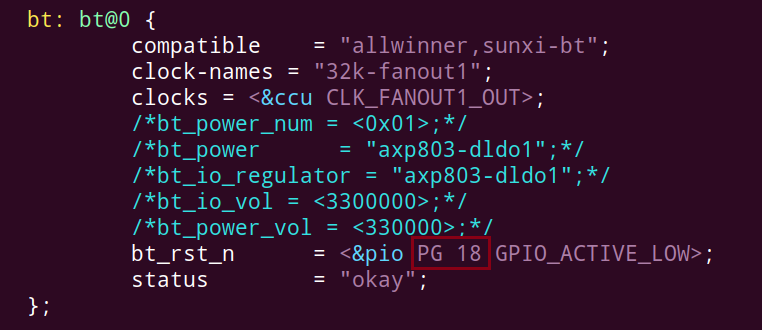 bt: bt@0 {
compatible = "allwinner,sunxi-bt";
clock-names = "32k-fanout1";
clocks = <&ccu CLK_FANOUT1_OUT>;
/*bt_power_num = <0x01>;*/
/*bt_power = "axp803-dldo1";*/
/*bt_io_regulator = "axp803-dldo1";*/
/*bt_io_vol = <3300000>;*/
/*bt_power_vol = <330000>;*/
bt_rst_n = <&pio PG 18 GPIO_ACTIVE_LOW>;
status = "okay";
};